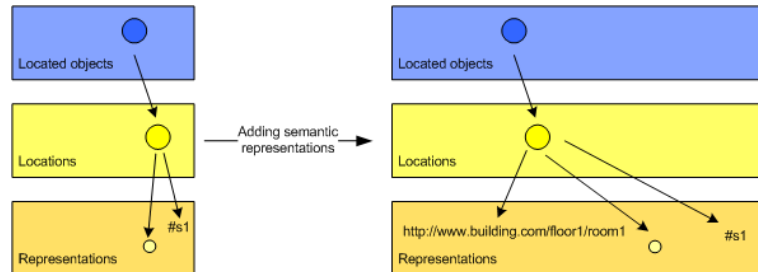 Located objects
Locations
#s1
Representations
Adding semantic
representations
Located objects
Locations
http://www.building.com/floor1/room1
#s1
Representations